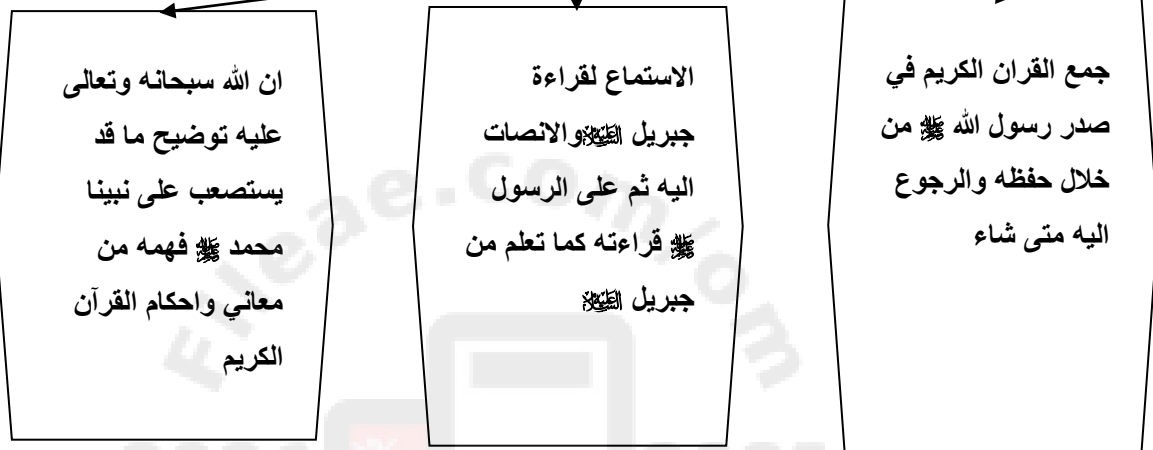 جمع القران الكريم في
صدر رسول الله ﷺ من
خلال حفظه والرجوع
اليه متى شاء
الاستماع لقراءة
جبريل عليه السلام والانصات
اليه ثم على الرسول
ﷺ قراءته كما تعلم من
جبريل عليه السلام
ان الله سبحانه وتعالى
عليه توضيح ما قد
يستصعب على نبينا
محمد ﷺ فهمه من
معاني واحكام القرآن
الكريم
Fileae.com/om